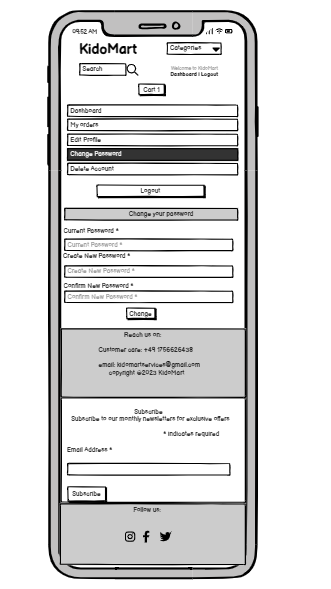 09:52 AM
KidoMart
Categories
Search
Welcome to KidoMart
Dashboard | Logout
Cart 1
Dashboard
My orders
Edit Profile
Change Password
Delete Account
Logout
Change your password
Current Password *
Current Password *
Create New Password *
Create New Password *
Confirm New Password *
Confirm New Password *
Change
Reach us on:
Customer care: +49 1756626438
email: kidomartservices@gmail.com
copyright ©2023 KidoMart
Subscribe
Subscribe to our monthly newsletters for exclusive offers
* indicates required
Email Address *
Subscribe
Follow us: